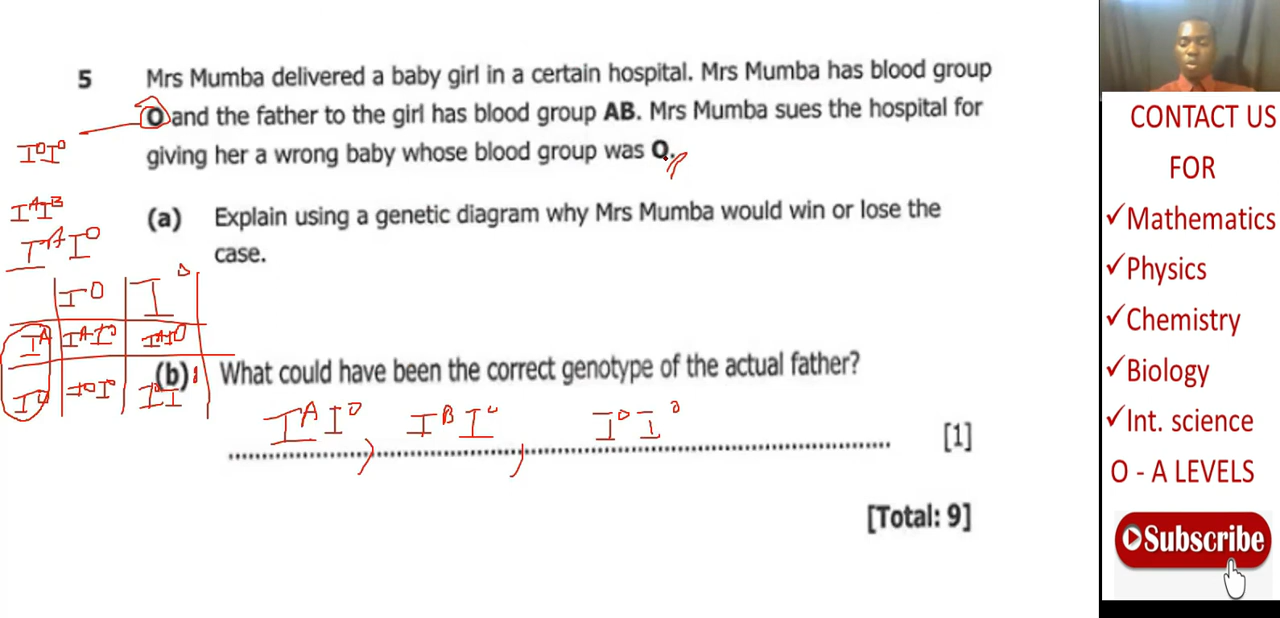 5 Mrs Mumba delivered a baby girl in a certain hospital. Mrs Mumba has blood group
O and the father to the girl has blood group AB. Mrs Mumba sues the hospital for
giving her a wrong baby whose blood group was O.
I^O I^O
I^A I^B
(a) Explain using a genetic diagram why Mrs Mumba would win or lose the
case.
I^A I^O
I^O I^O
I^A I^A I^O I^A I^O
I^O I^O I^O I^O I
(b) What could have been the correct genotype of the actual father?
I^A I^O , I^B I^O , I^O I^O
[1]
[Total: 9]
CONTACT US
FOR
✓Mathematics
✓Physics
✓Chemistry
✓Biology
✓Int. science
O - A LEVELS
Subscribe